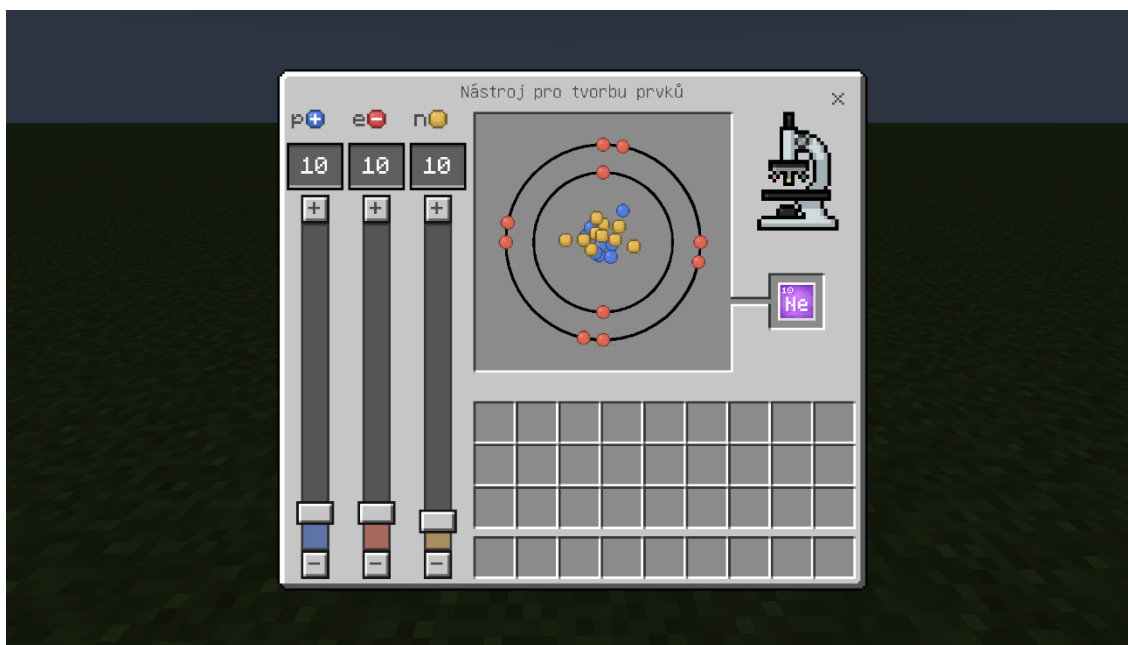 Nástroj pro tvorbu prvků
p+ e− n
10 10 10
+ + +
10
Ne
− − −